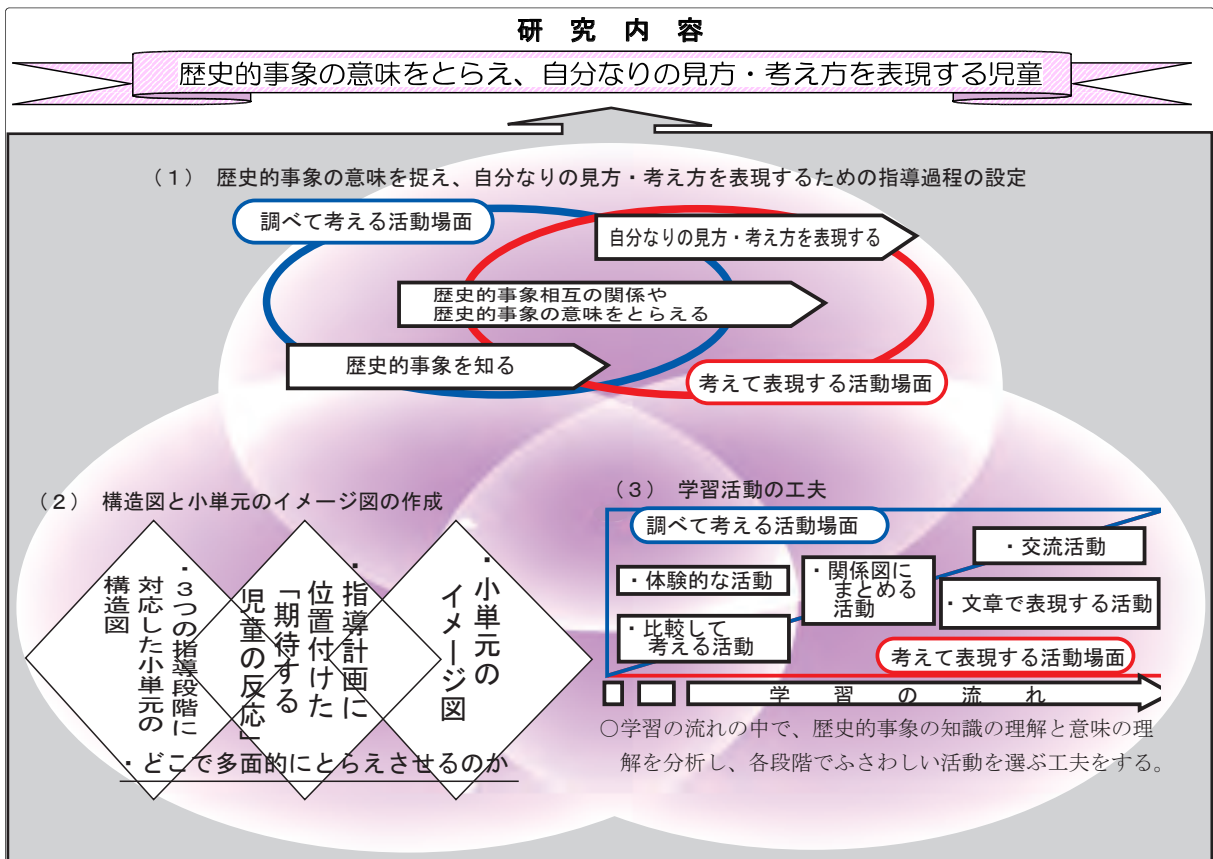 研究内容
歴史的事象の意味をとらえ、自分なりの見方・考え方を表現する児童
（１） 歴史的事象の意味を捉え、自分なりの見方・考え方を表現するための指導過程の設定
調べて考える活動場面
自分なりの見方・考え方を表現する
歴史的事象相互の関係や
歴史的事象の意味をとらえる
歴史的事象を知る
考えて表現する活動場面
（２） 構造図と小単元のイメージ図の作成
・小単元の
イメージ図
・指導計画に
位置付けた
「期待する
児童の反応」
・３つの指導段階に
対応した小単元の
構造図
・どこで多面的にとらえさせるのか
（３） 学習活動の工夫
調べて考える活動場面
・交流活動
・体験的な活動
・関係図に
まとめる
活動
・文章で表現する活動
・比較して
考える活動
考えて表現する活動場面
学習の流れ
○学習の流れの中で、歴史的事象の知識の理解と意味の理
解を分析し、各段階でふさわしい活動を選ぶ工夫をする。